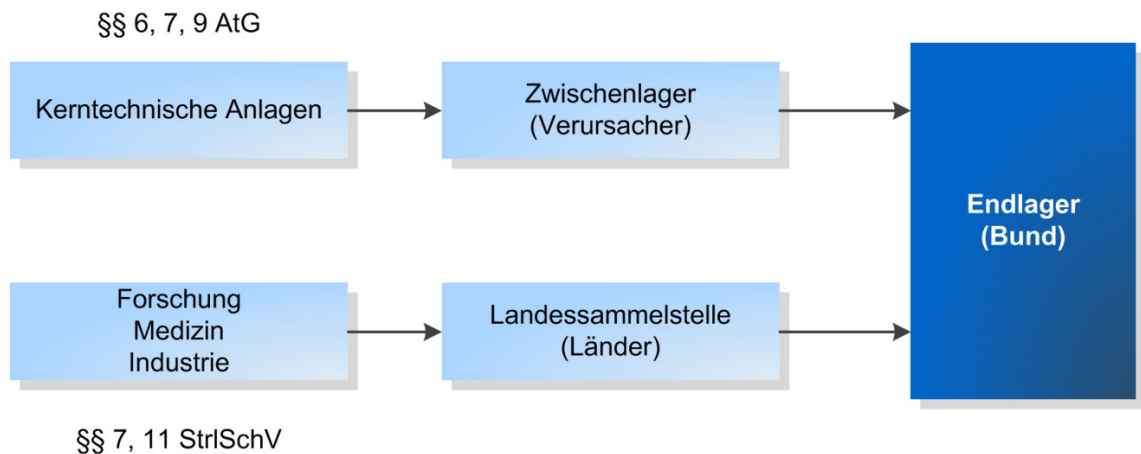 §§ 6, 7, 9 AtG
Kerntechnische Anlagen
Zwischenlager
(Verursacher)
Endlager
(Bund)
Forschung
Medizin
Industrie
Landessammelstelle
(Länder)
§§ 7, 11 StrlSchV